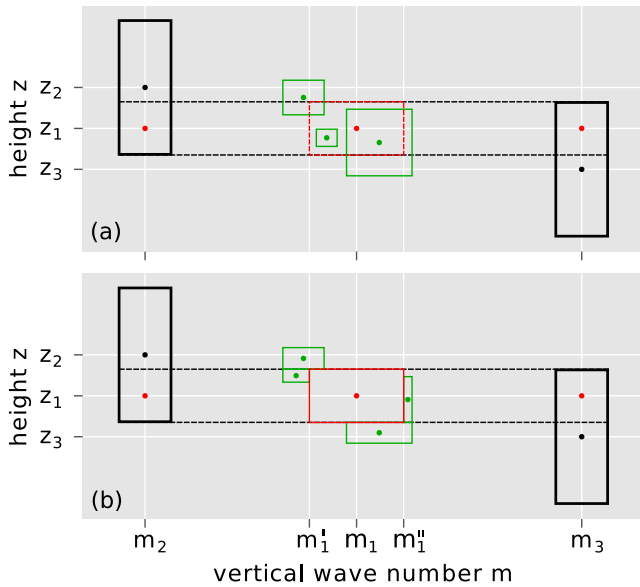 height z
z₂
z₁
z₃
(a)
height z
z₂
z₁
z₃
(b)
m₂ m₁' m₁ m₁'' m₃
vertical wave number m